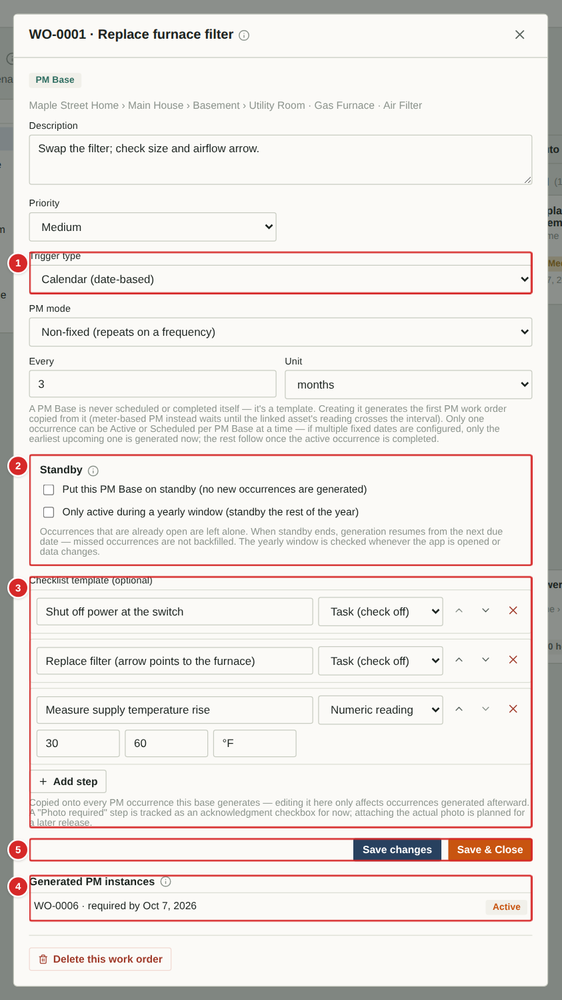 WO-0001 · Replace furnace filter
PM Base
Maple Street Home › Main House › Basement › Utility Room · Gas Furnace · Air Filter
Description
Swap the filter; check size and airflow arrow.
Priority
Medium
1
Trigger type
Calendar (date-based)
PM mode
Non-fixed (repeats on a frequency)
Every
Unit
3
months
A PM Base is never scheduled or completed itself — it's a template. Creating it generates the first PM work order
copied from it (meter-based PM instead waits until the linked asset's reading crosses the interval). Only one
occurrence can be Active or Scheduled per PM Base at a time — if multiple fixed dates are configured, only the
earliest upcoming one is generated now; the rest follow once the active occurrence is completed.
2
Standby
Put this PM Base on standby (no new occurrences are generated)
Only active during a yearly window (standby the rest of the year)
Occurrences that are already open are left alone. When standby ends, generation resumes from the next due
date — missed occurrences are not backfilled. The yearly window is checked whenever the app is opened or
data changes.
3
Checklist template (optional)
Shut off power at the switch
Task (check off)
Replace filter (arrow points to the furnace)
Task (check off)
Measure supply temperature rise
Numeric reading
30
60
°F
+ Add step
Copied onto every PM occurrence this base generates — editing it here only affects occurrences generated afterward.
A "Photo required" step is tracked as an acknowledgment checkbox for now; attaching the actual photo is planned for
a later release.
5
Save changes
Save & Close
4
Generated PM instances
WO-0006 · required by Oct 7, 2026
Active
Delete this work order